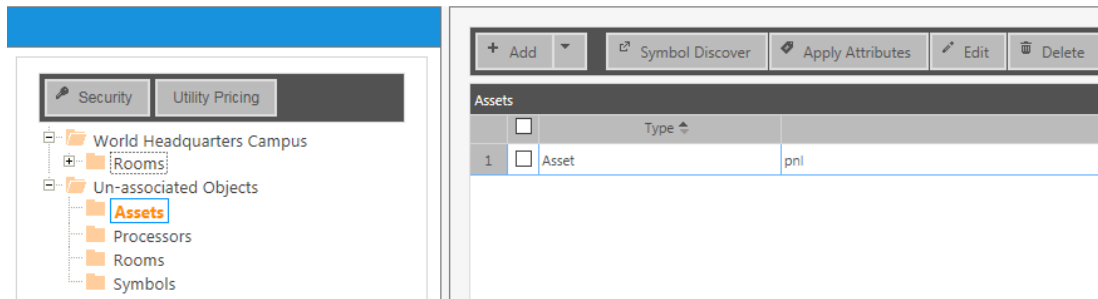 Security Utility Pricing
World Headquarters Campus
Rooms
Un-associated Objects
Assets
Processors
Rooms
Symbols
+ Add Symbol Discover Apply Attributes Edit Delete
Assets
Type
1 Asset pnl